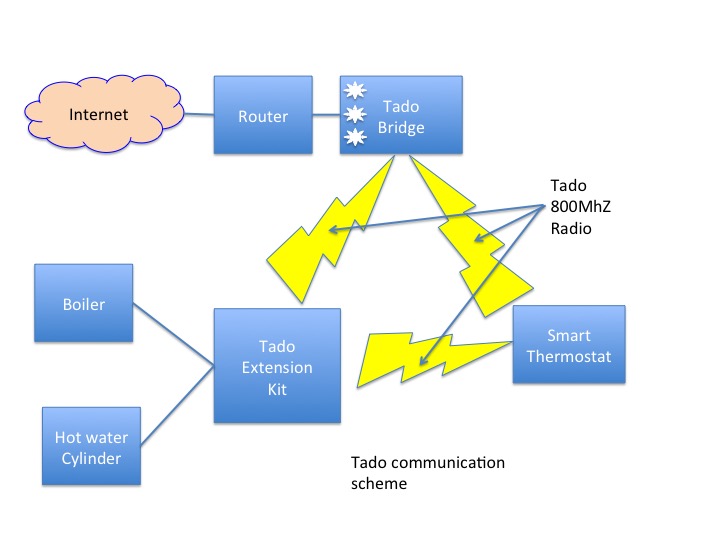 Internet
Router
Tado
Bridge
Tado
800MhZ
Radio
Boiler
Tado
Extension
Kit
Smart
Thermostat
Hot water
Cylinder
Tado communication
scheme